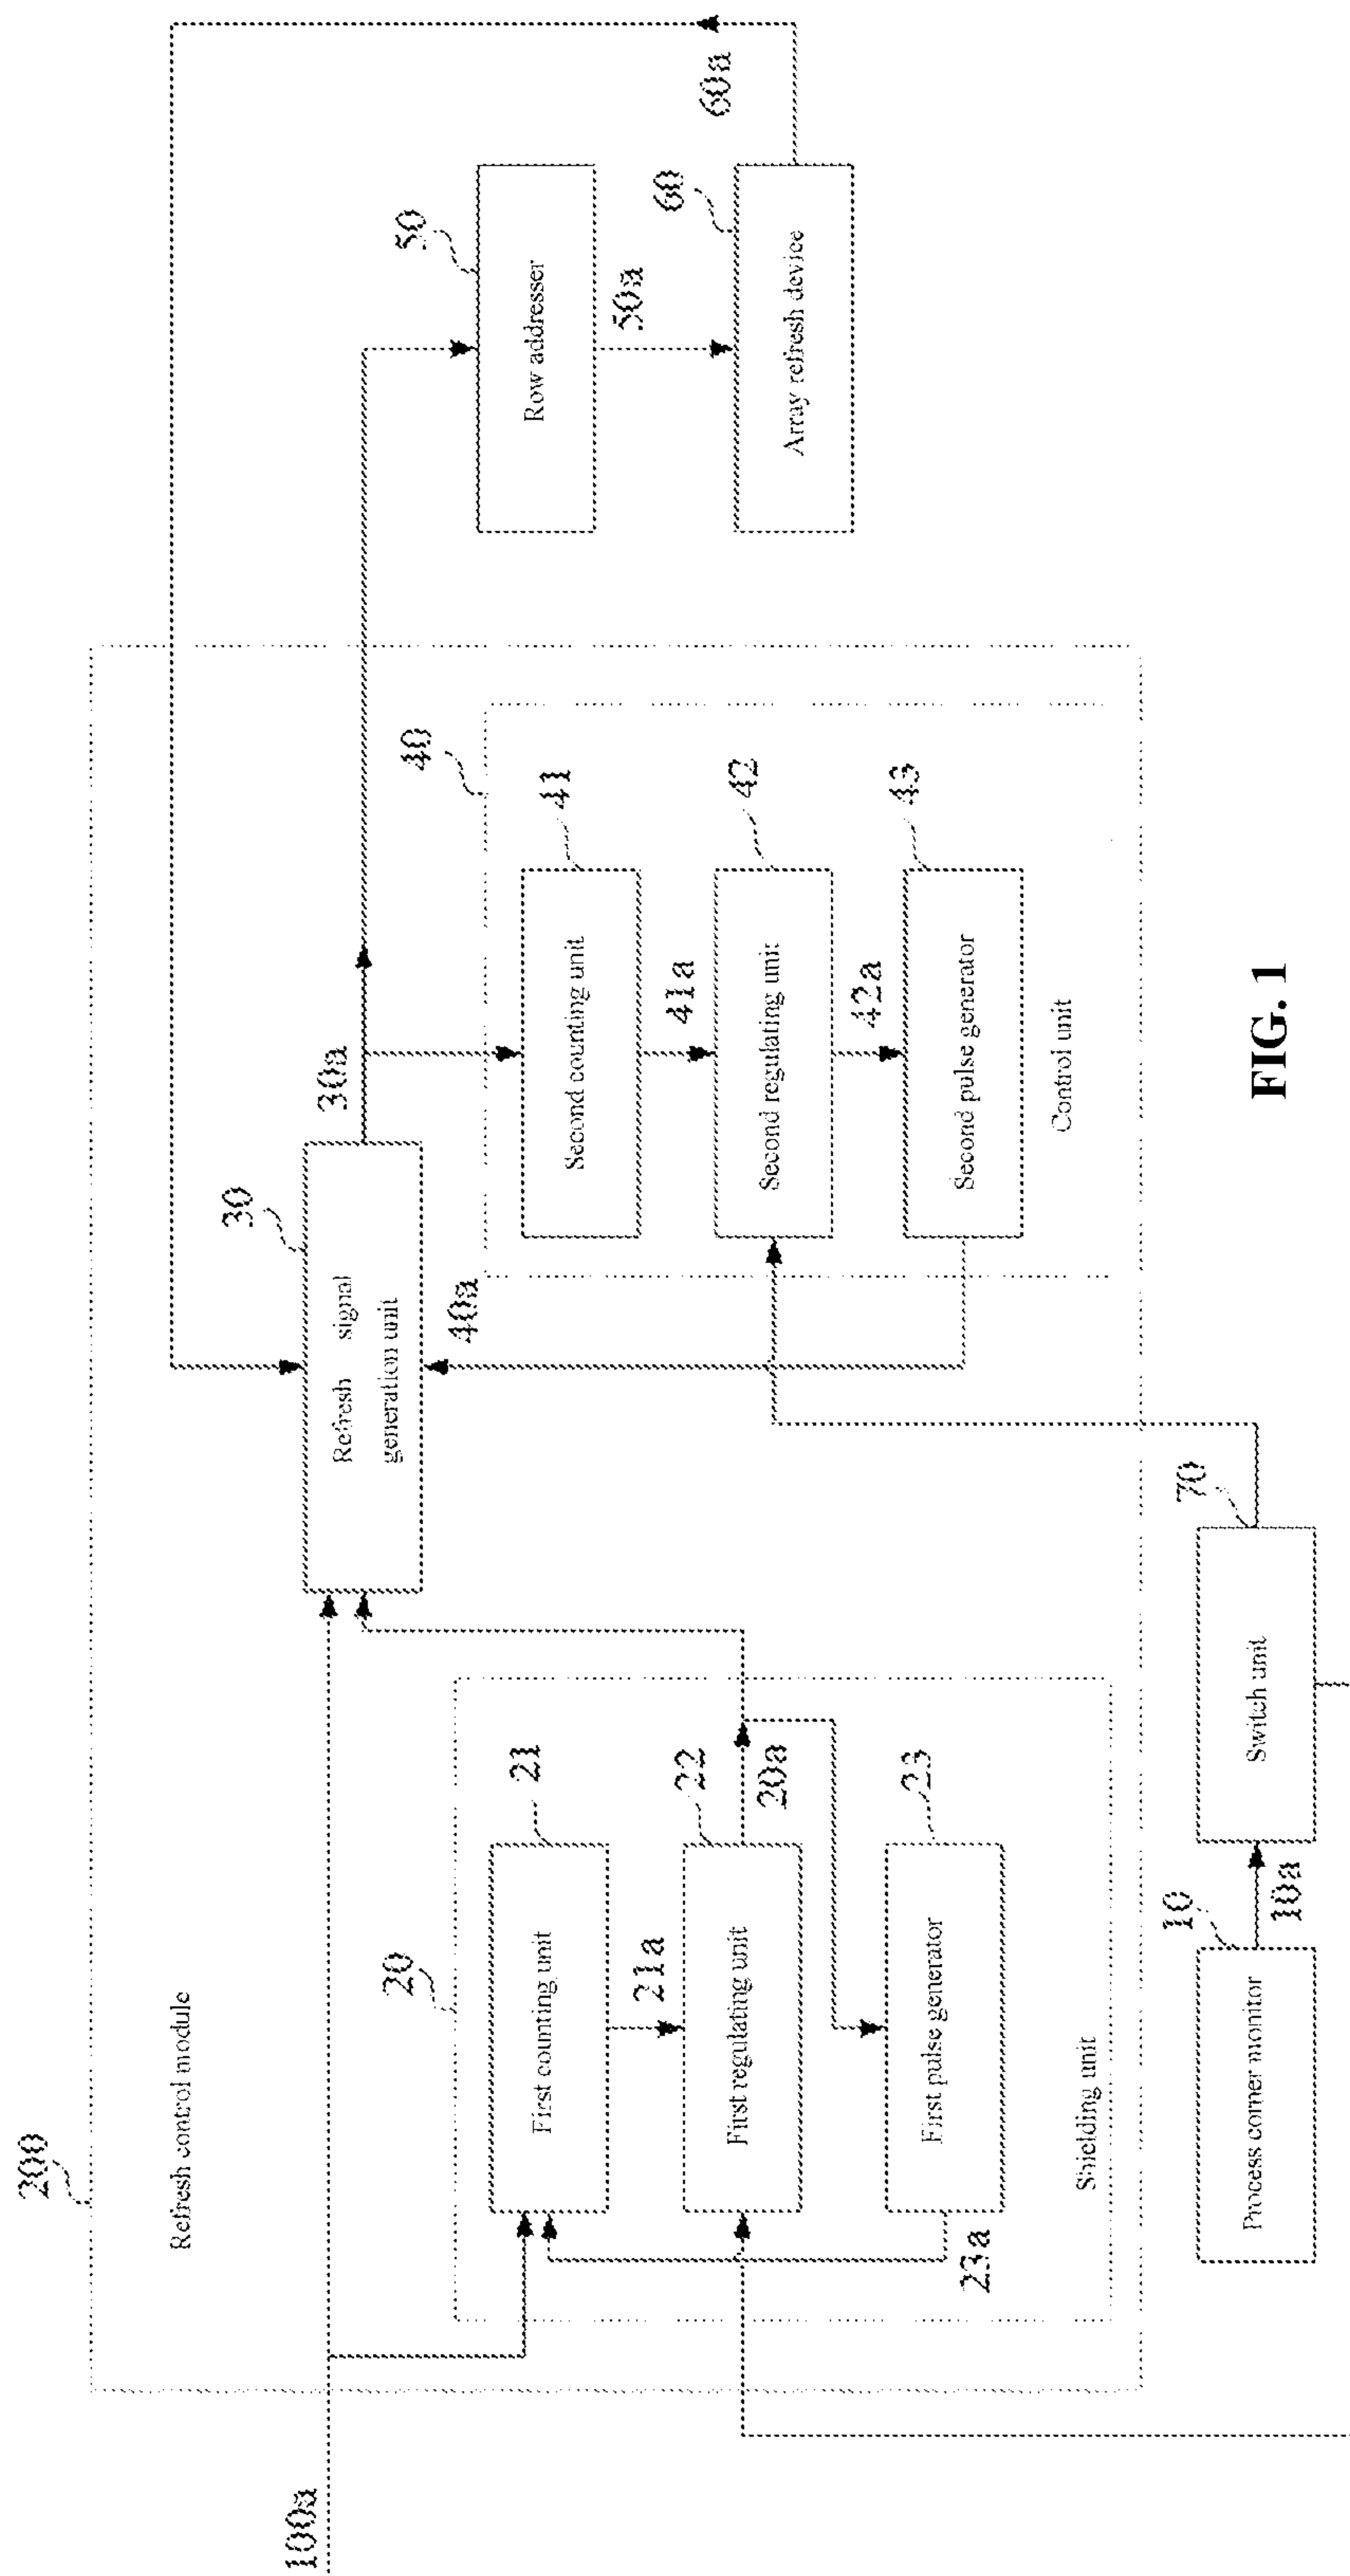 200
Refresh control module
100a
30
Refresh signal
generation unit
30a
40a
20
21
First counting unit
21a
22
First regulating unit
20a
23
First pulse generator
23a
Shielding unit
40
41
Second counting unit
41a
42
Second regulating unit
42a
43
Second pulse generator
Control unit
50
Row addresser
50a
60
Array refresh device
60a
10
Process corner monitor
10a
70
Switch unit
FIG. 1